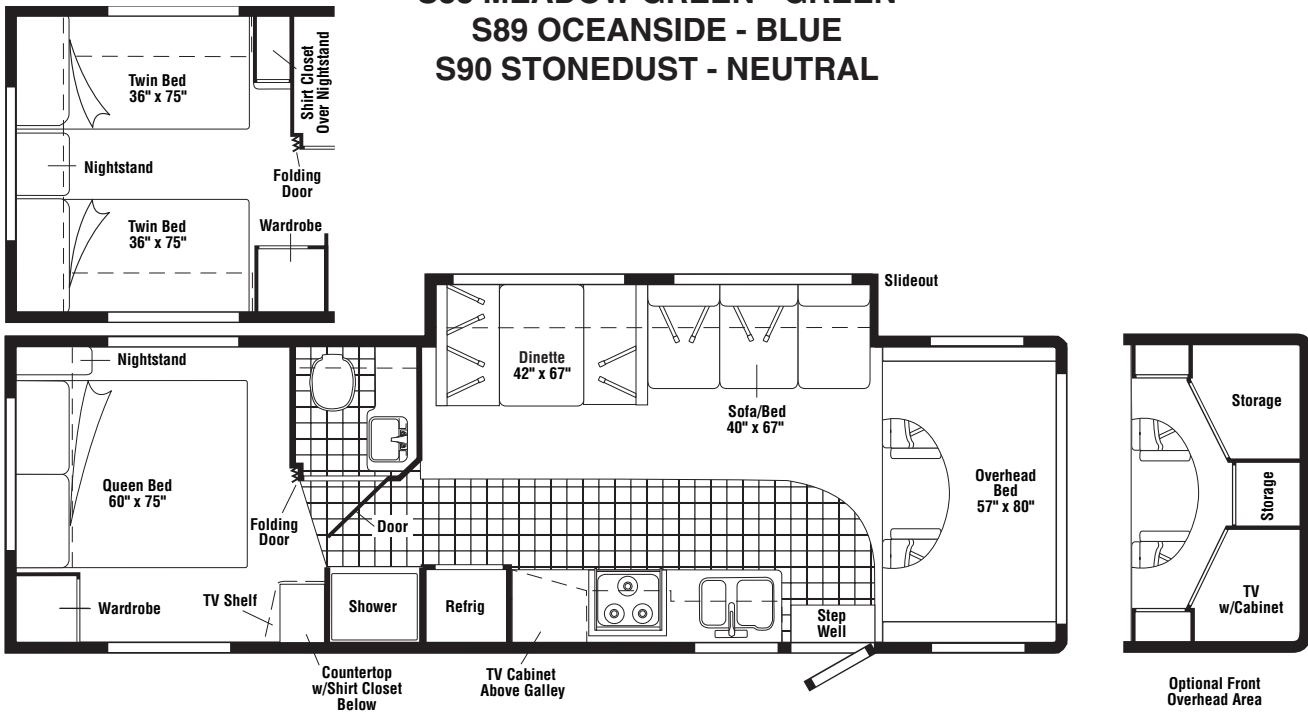 S89 OCEANSIDE - BLUE
S90 STONEDUST - NEUTRAL
Twin Bed
36" x 75"
Shirt Closet
Over Nightstand
Nightstand
Folding
Door
Twin Bed
36" x 75"
Wardrobe
Slideout
Nightstand
Dinette
42" x 67"
Sofa/Bed
40" x 67"
Queen Bed
60" x 75"
Folding
Door
Door
Overhead
Bed
57" x 80"
Storage
Storage
TV
w/Cabinet
Wardrobe
TV Shelf
Shower
Refrig
Step
Well
Countertop
w/Shirt Closet
Below
TV Cabinet
Above Galley
Optional Front
Overhead Area